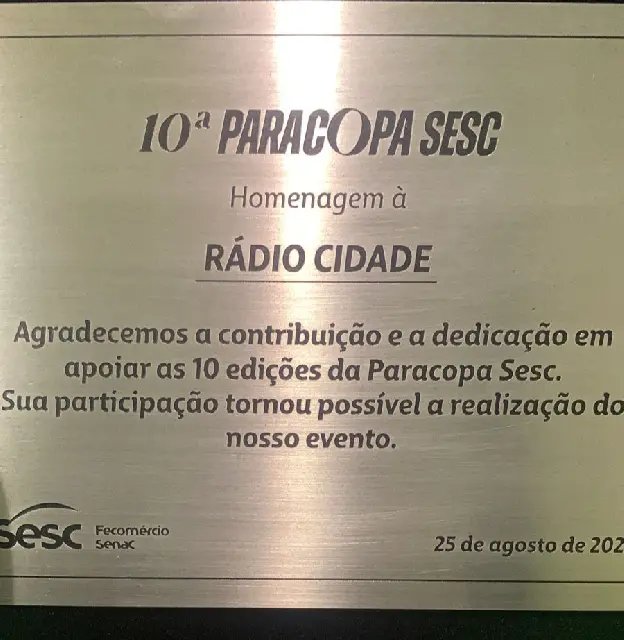 10ª PARACOPA SESC
Homenagem à
RÁDIO CIDADE
Agradecemos a contribuição e a dedicação em
apoiar as 10 edições da Paracopa Sesc.
Sua participação tornou possível a realização do
nosso evento.
Sesc Fecomércio
Senac
25 de agosto de 202